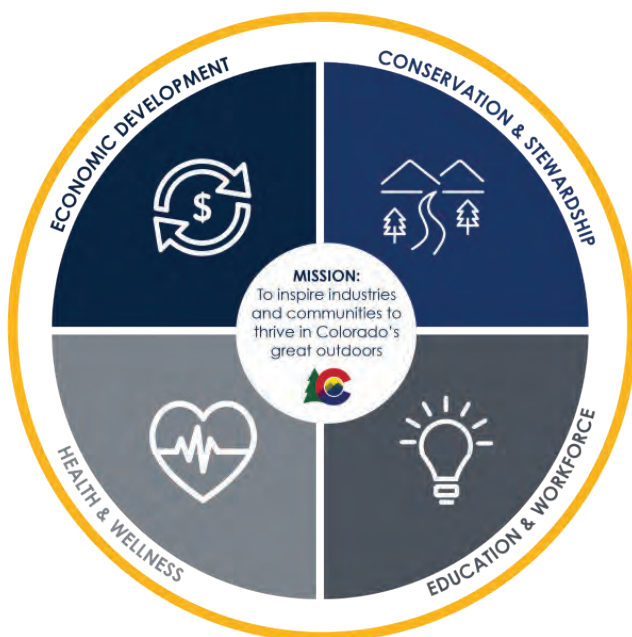 ECONOMIC DEVELOPMENT
CONSERVATION & STEWARDSHIP
$
MISSION:
To inspire industries
and communities to
thrive in Colorado's
great outdoors
C
HEALTH & WELLNESS
EDUCATION & WORKFORCE